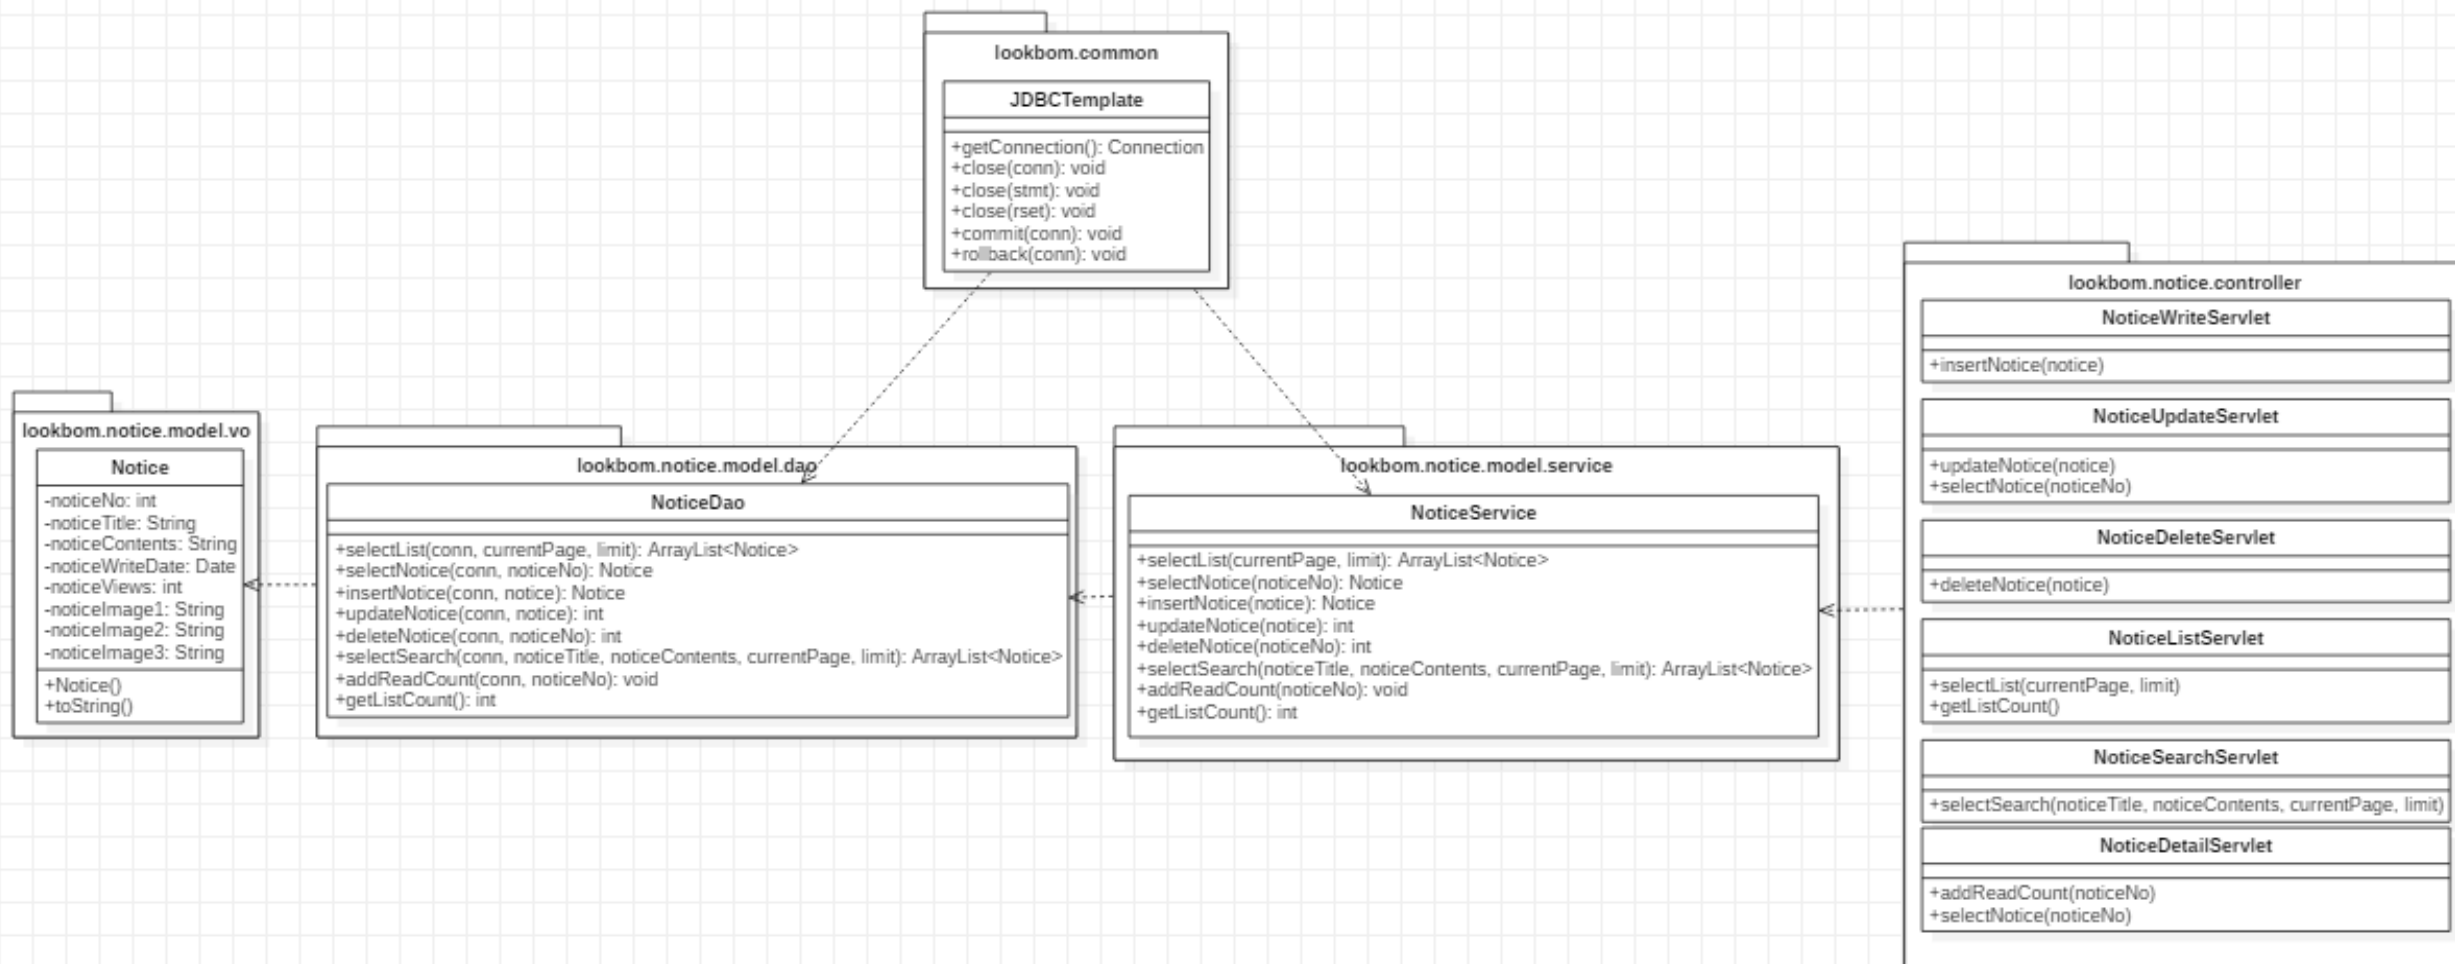 lookbom.common
JDBCTemplate
+getConnection(): Connection
+close(conn): void
+close(stmt): void
+close(rset): void
+commit(conn): void
+rollback(conn): void
lookbom.notice.model.vo
Notice
-noticeNo: int
-noticeTitle: String
-noticeContents: String
-noticeWriteDate: Date
-noticeViews: int
-noticeImage1: String
-noticeImage2: String
-noticeImage3: String
+Notice()
+toString()
lookbom.notice.model.dao
NoticeDao
+selectList(conn, currentPage, limit): ArrayList<Notice>
+selectNotice(conn, noticeNo): Notice
+insertNotice(conn, notice): Notice
+updateNotice(conn, notice): int
+deleteNotice(conn, noticeNo): int
+selectSearch(conn, noticeTitle, noticeContents, currentPage, limit): ArrayList<Notice>
+addReadCount(conn, noticeNo): void
+getListCount(): int
lookbom.notice.model.service
NoticeService
+selectList(currentPage, limit): ArrayList<Notice>
+selectNotice(noticeNo): Notice
+insertNotice(notice): Notice
+updateNotice(notice): int
+deleteNotice(noticeNo): int
+selectSearch(noticeTitle, noticeContents, currentPage, limit): ArrayList<Notice>
+addReadCount(noticeNo): void
+getListCount(): int
lookbom.notice.controller
NoticeWriteServlet
+insertNotice(notice)
NoticeUpdateServlet
+updateNotice(notice)
+selectNotice(noticeNo)
NoticeDeleteServlet
+deleteNotice(notice)
NoticeListServlet
+selectList(currentPage, limit)
+getListCount()
NoticeSearchServlet
+selectSearch(noticeTitle, noticeContents, currentPage, limit)
NoticeDetailServlet
+addReadCount(noticeNo)
+selectNotice(noticeNo)